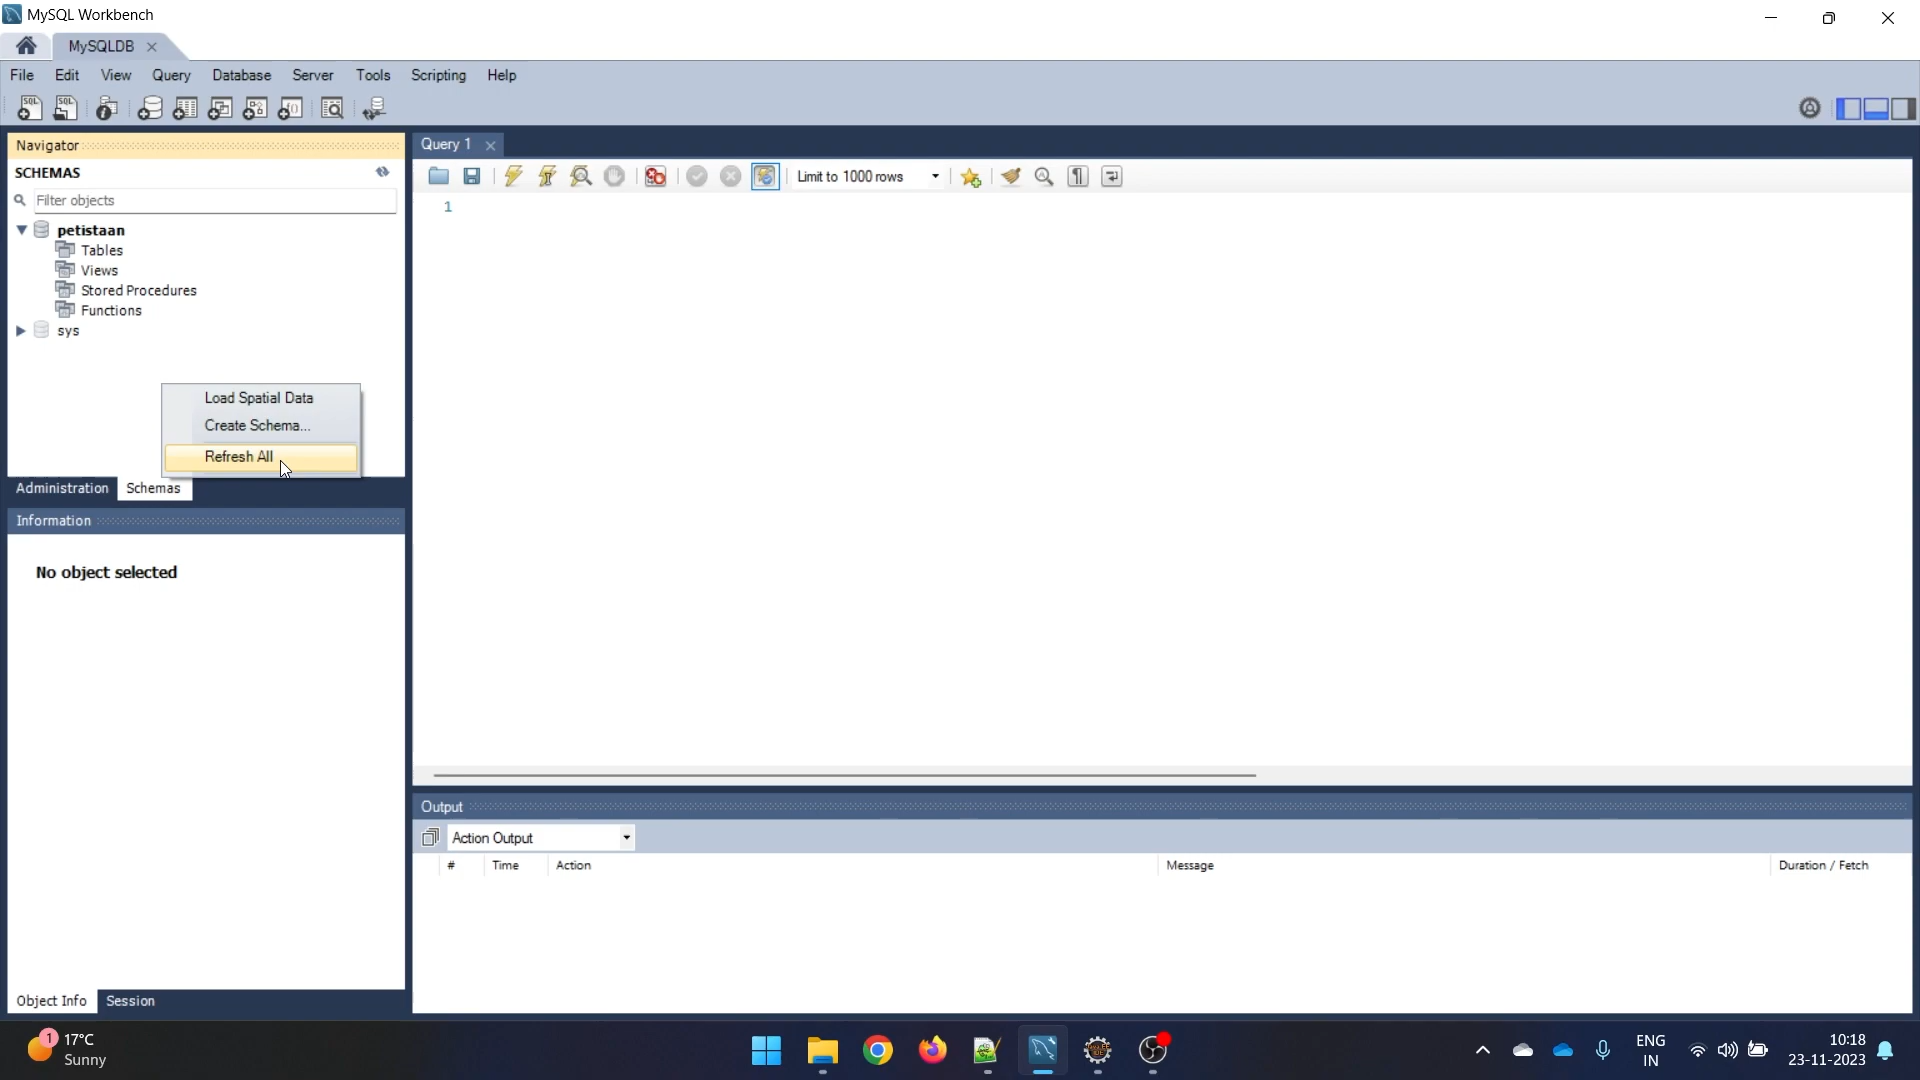 MySQL Workbench
MySQLDB
File Edit View Query Database Server Tools Scripting Help
Navigator
SCHEMAS
Filter objects
petistaan
Tables
Views
Stored Procedures
Functions
sys
Load Spatial Data
Create Schema...
Refresh All
Administration Schemas
Information
No object selected
Object Info Session
Query 1
Limit to 1000 rows
1
Output
Action Output
# Time Action Message Duration / Fetch
1
17°C
Sunny
ENG
IN
10:18
23-11-2023